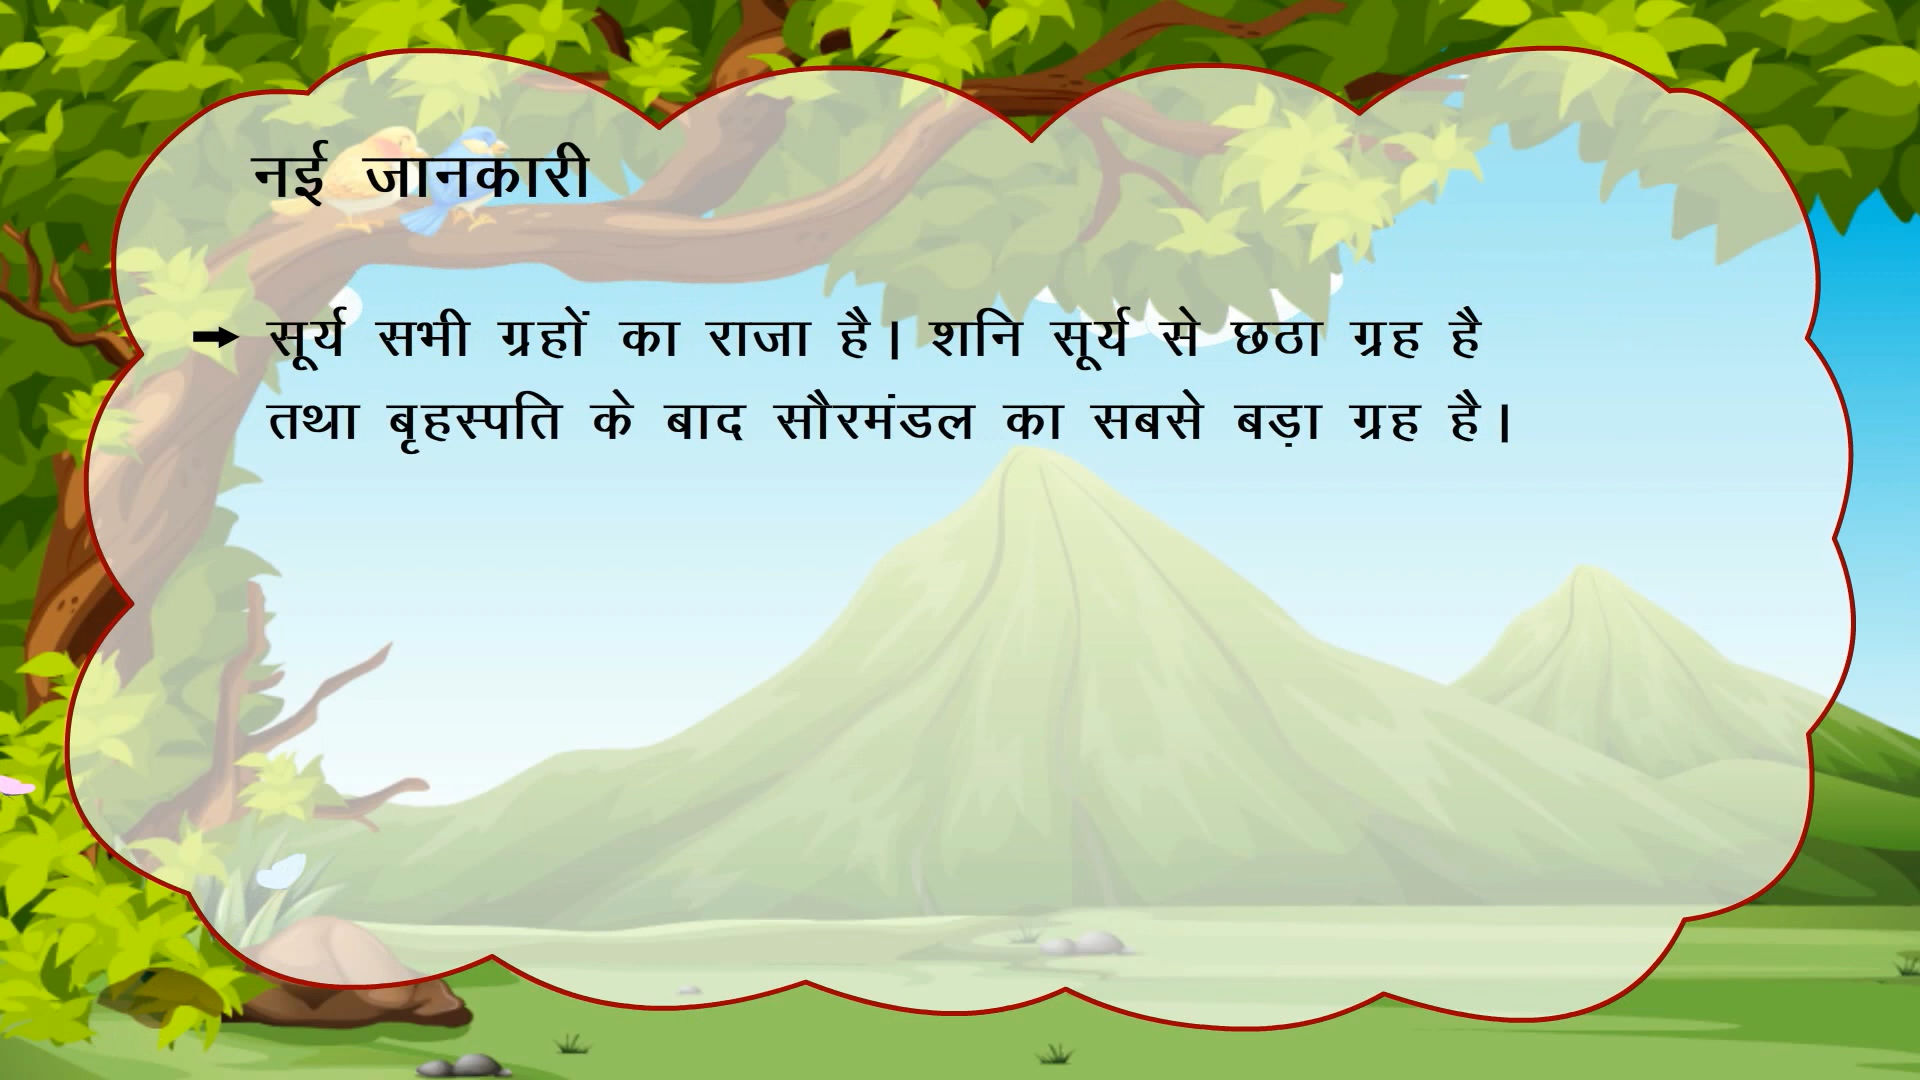 नई जानकारी
➡ सूर्य सभी ग्रहों का राजा है। शनि सूर्य से छठा ग्रह है
तथा बृहस्पति के बाद सौरमंडल का सबसे बड़ा ग्रह है।